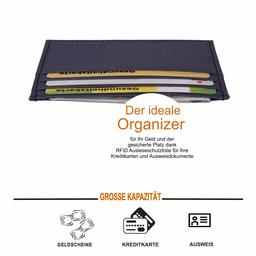 Gesundheitskarte
Gesundheitskarte
Der ideale
Organizer
für Ihr Geld und der
gesicherte Platz dank
RFID Ausleseschutzfolie für Ihre
Kreditkarten und Ausweisdokumente
GROSSE KAPAZITÄT
GELDSCHEINE
KREDITKARTE
AUSWEIS